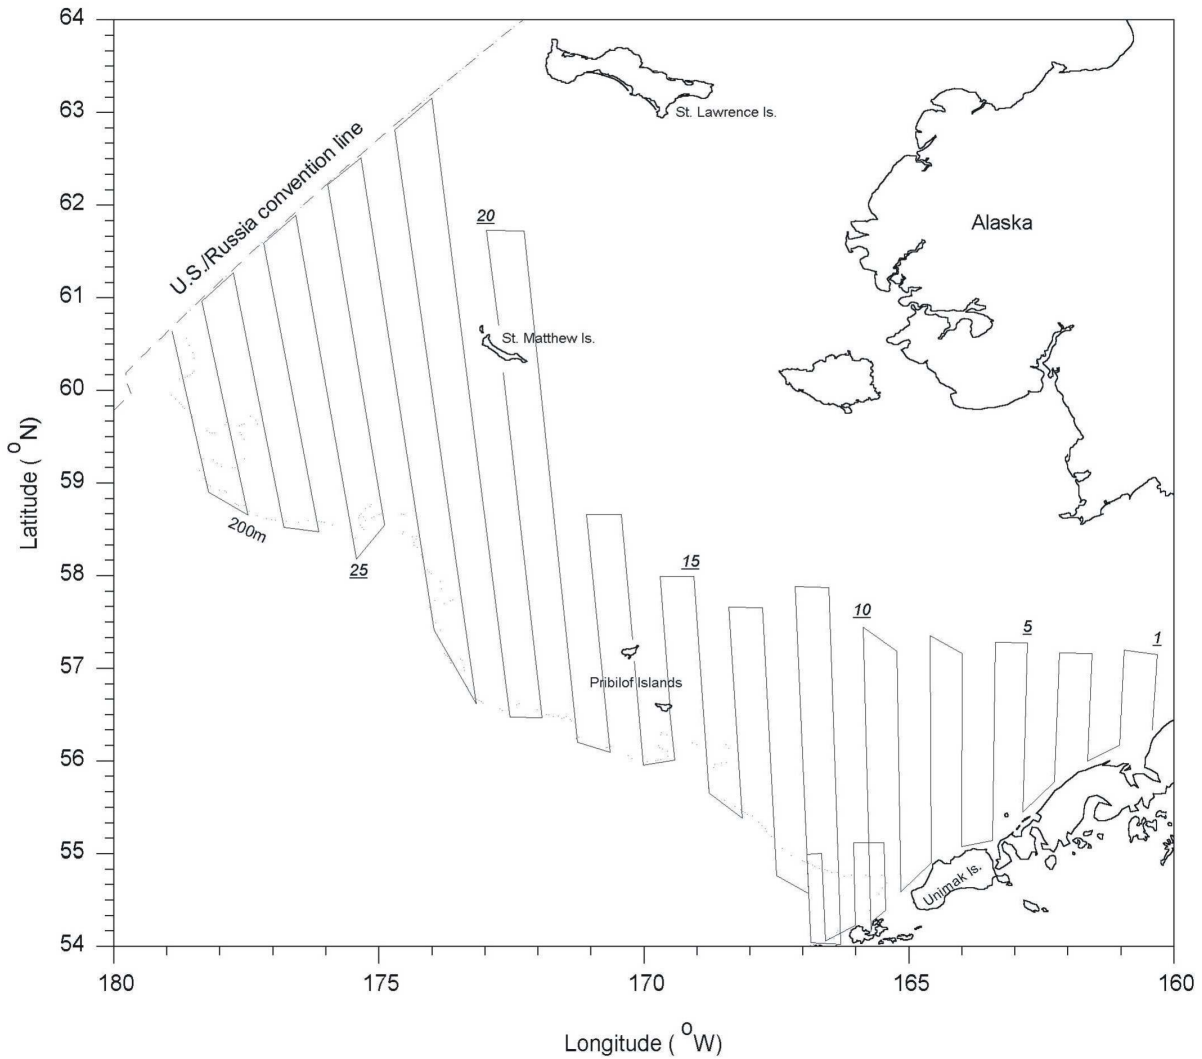 64
63
62
61
60
59
58
57
56
55
54
Latitude ( °N)
180
175
170
165
160
Longitude ( °W)
U.S./Russia convention line
St. Lawrence Is.
Alaska
20
St. Matthew Is.
200m
25
15
10
5
1
Pribilof Islands
Unimak Is.